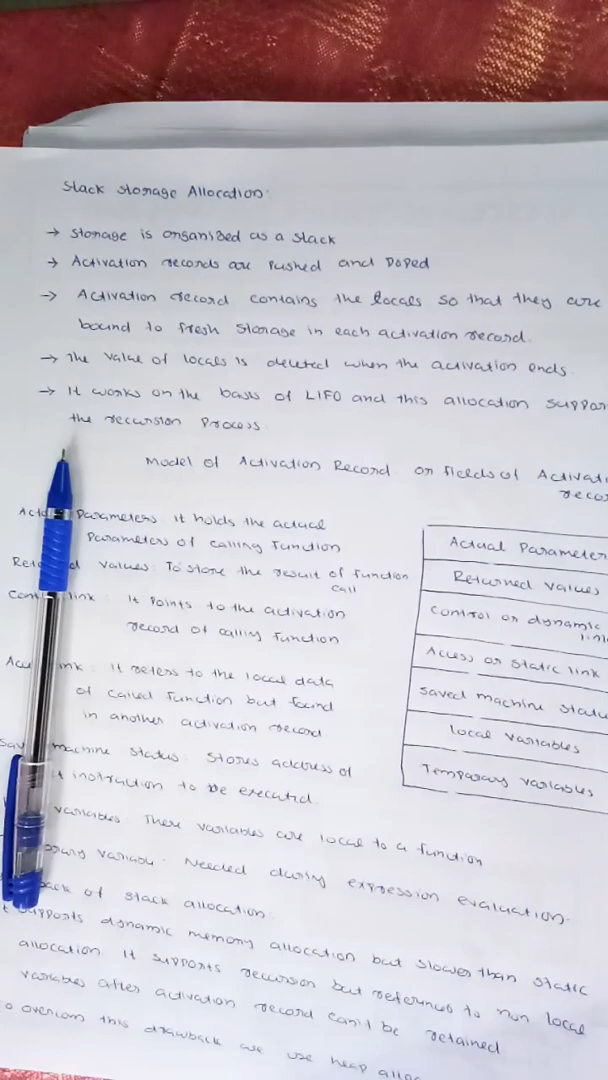 Stack Storage Allocation:
→ Storage is organized as a stack
→ Activation records are pushed and poped
→ Activation record contains the locals so that they are
bound to fresh storage in each activation record.
→ The value of locals is deleted when the activation ends.
→ It works on the basis of LIFO and this allocation suppor
the recursion process.
Model of Activation Record or fields of Activati
recor
Parameters it holds the actual
Parameters of calling function
values: To store the result of function
call
link: It points to the activation
record of calling function
link: It refers to the local data
of called function but found
in another activation record
machine status: Stores address of
instruction to be executed.
variables These variables are local to a function
variable: Needed during expression evaluation.
back of stack allocation.
supports dynamic memory allocation but slower than static
allocation. It supports recursion but references to non local
variables after activation record can't be retained
o overcom this drawback we use heap alloc
Actual Parameter
Returned values
Control or dynamic
link
Access or static link
Saved machine statu
local variables
Temporary variables